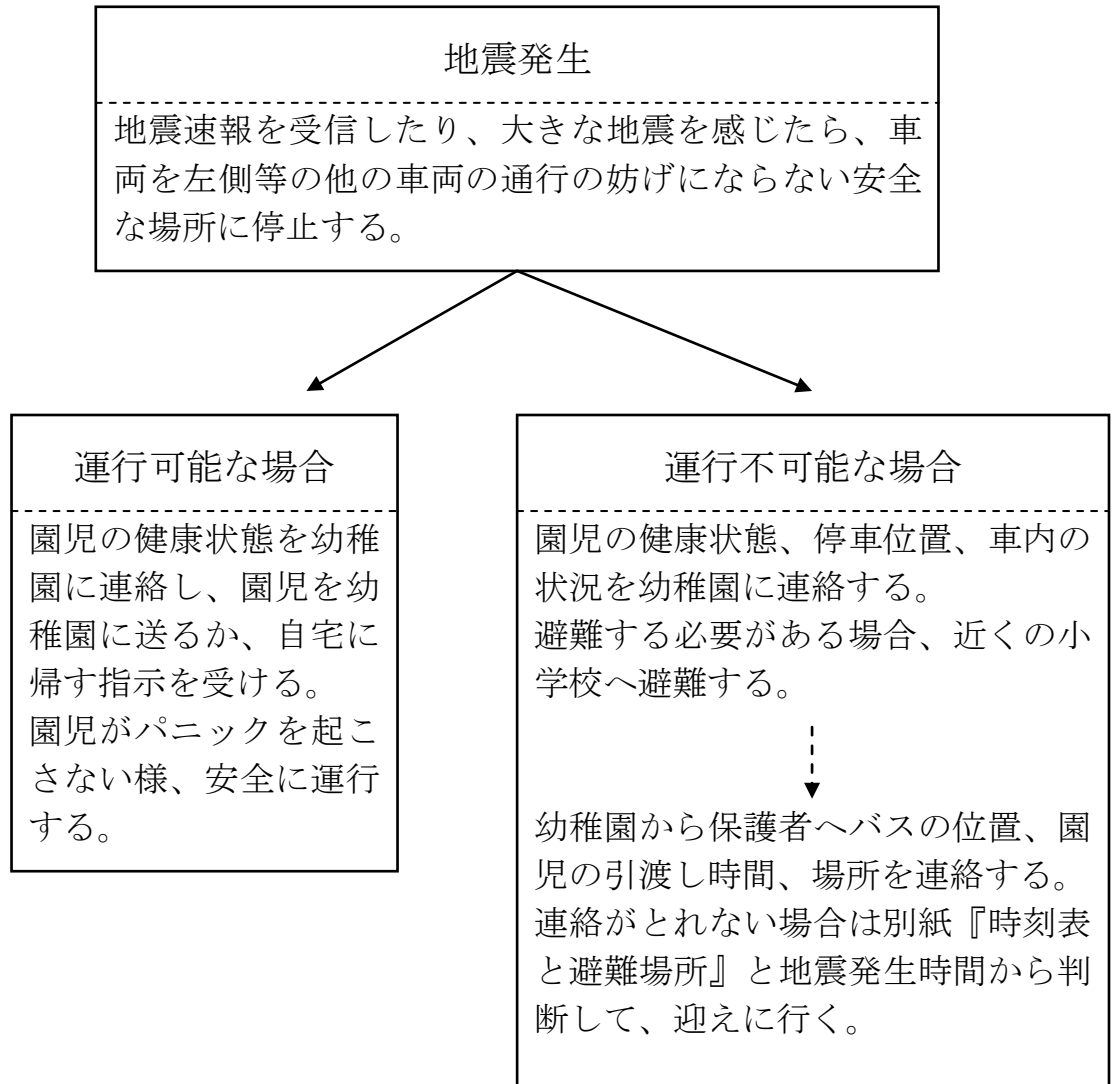 地震発生
地震速報を受信したり、大きな地震を感じたら、車
両を左側等の他の車両の通行の妨げにならない安全
な場所に停止する。
運行可能な場合
園児の健康状態を幼稚
園に連絡し、園児を幼
稚園に送るか、自宅に
帰す指示を受ける。
園児がパニックを起こ
さない様、安全に運行
する。
運行不可能な場合
園児の健康状態、停車位置、車内の
状況を幼稚園に連絡する。
避難する必要がある場合、近くの小
学校へ避難する。
幼稚園から保護者へバスの位置、園
児の引渡し時間、場所を連絡する。
連絡がとれない場合は別紙『時刻表
と避難場所』と地震発生時間から判
断して、迎えに行く。